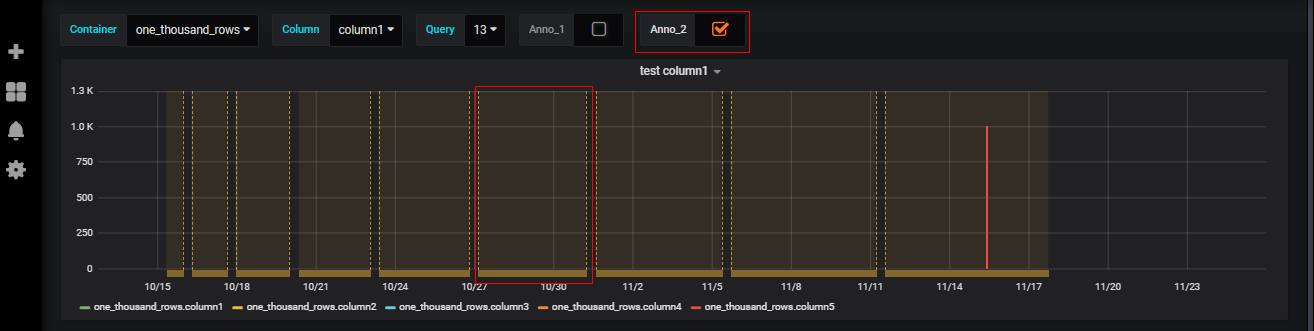 Container one_thousand_rows Column column1 Query 13 Anno_1 Anno_2
test column1
1.3 K
1.0 K
750
500
250
0
10/15 10/18 10/21 10/24 10/27 10/30 11/2 11/5 11/8 11/11 11/14 11/17 11/20 11/23
one_thousand_rows.column1 one_thousand_rows.column2 one_thousand_rows.column3 one_thousand_rows.column4 one_thousand_rows.column5